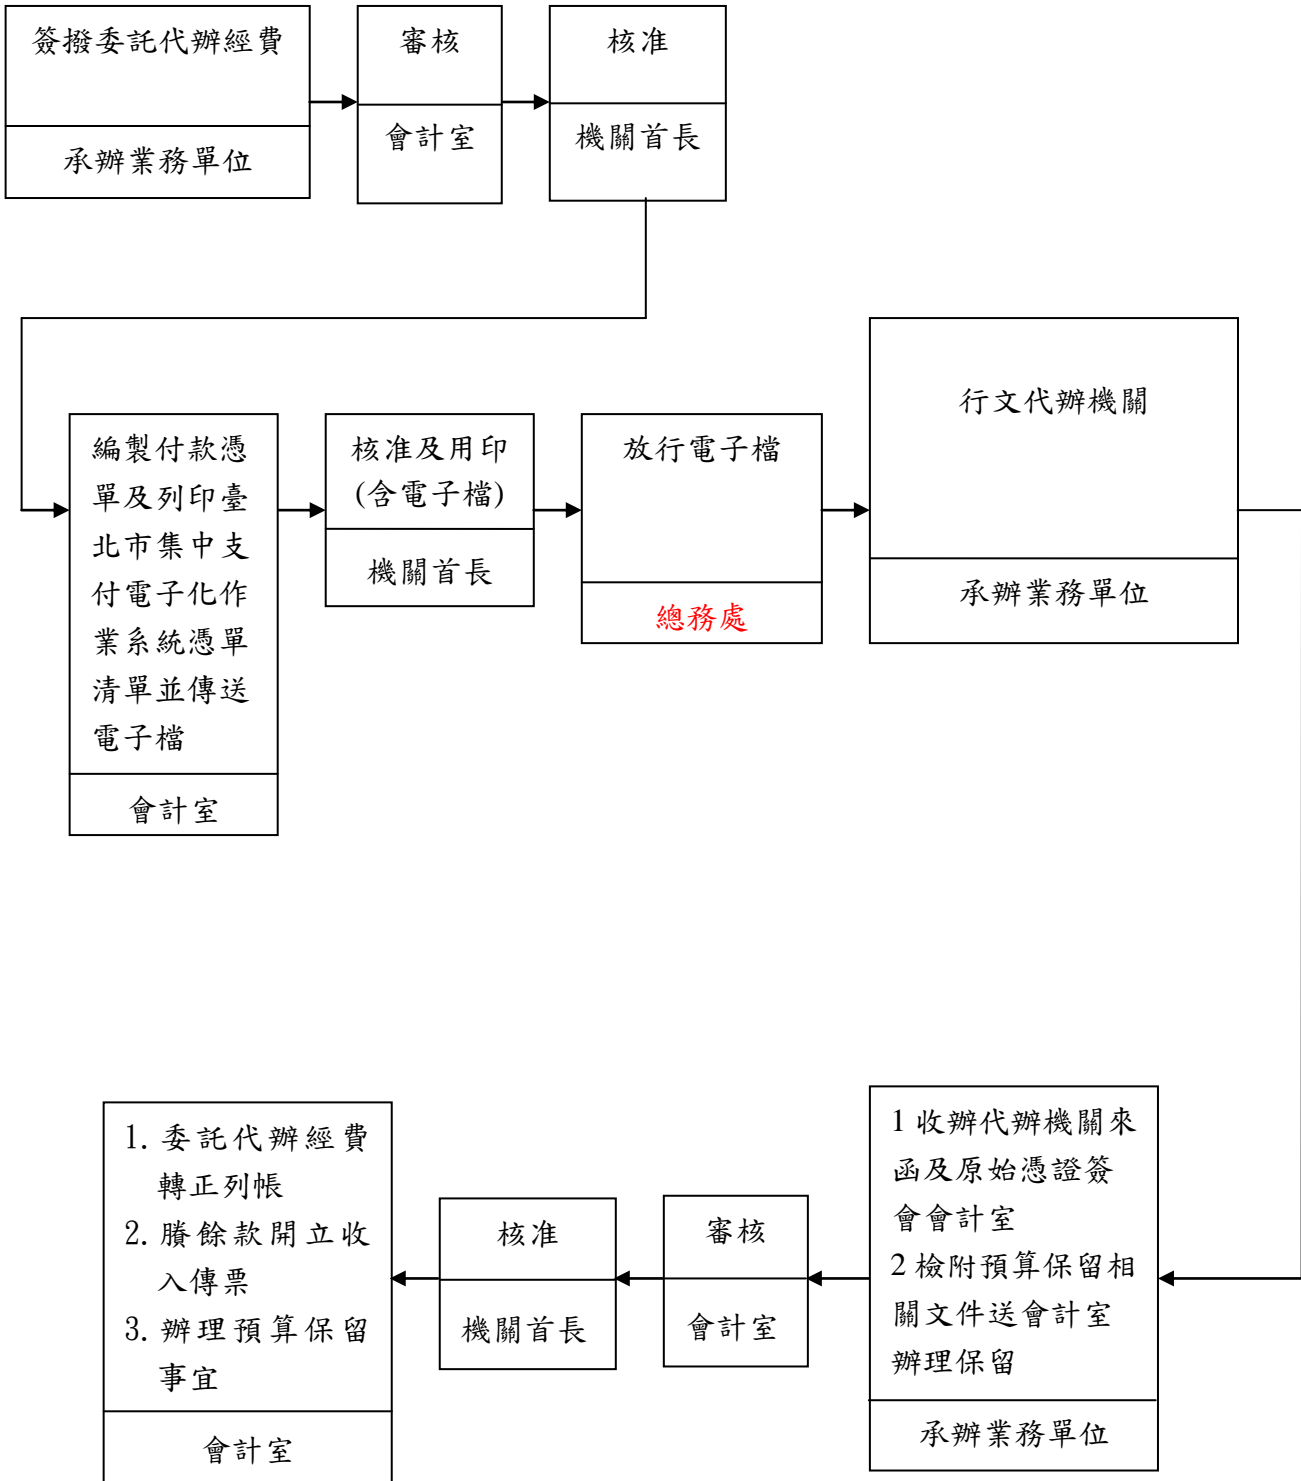 簽撥委託代辦經費
承辦業務單位
審核
會計室
核准
機關首長
編製付款憑
單及列印臺
北市集中支
付電子化作
業系統憑單
清單並傳送
電子檔
會計室
核准及用印
(含電子檔)
機關首長
放行電子檔
總務處
行文代辦機關
承辦業務單位
1 收辦代辦機關來
函及原始憑證簽
會會計室
2 檢附預算保留相
關文件送會計室
辦理保留
承辦業務單位
審核
會計室
核准
機關首長
1. 委託代辦經費
轉正列帳
2. 賸餘款開立收
入傳票
3. 辦理預算保留
事宜
會計室